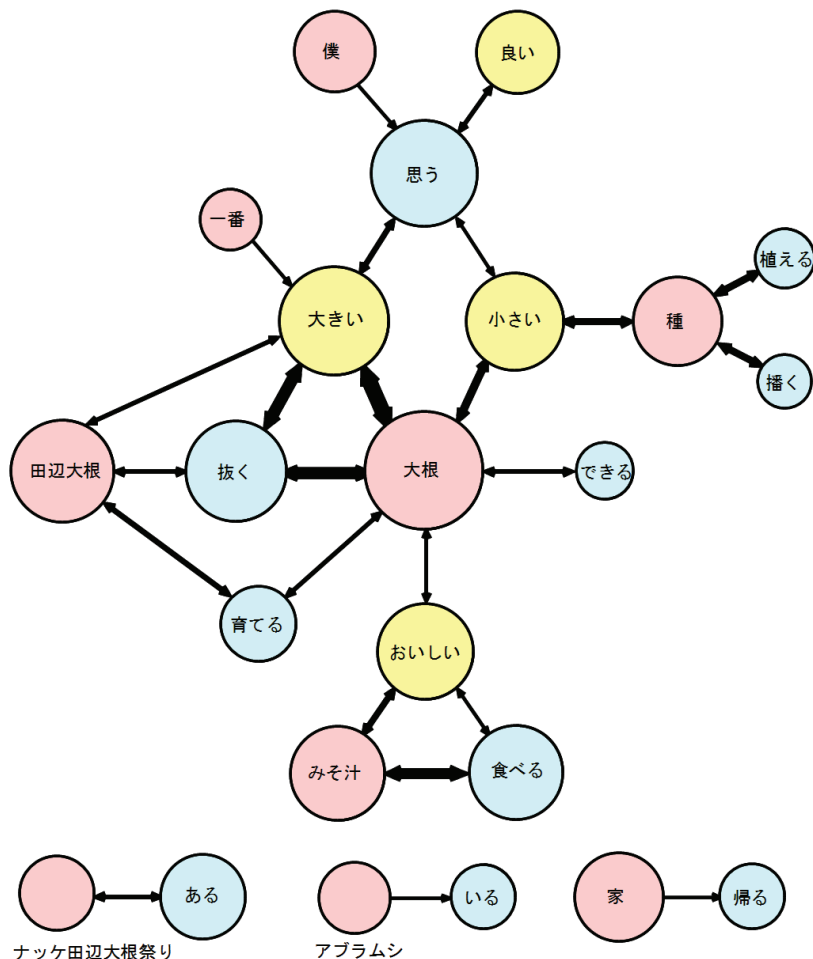 僕
良い
思う
一番
植える
大きい
小さい
種
播く
田辺大根
抜く
大根
できる
育てる
おいしい
みそ汁
食べる
ある
いる
家
帰る
ナッケ田辺大根祭り
アブラムシ